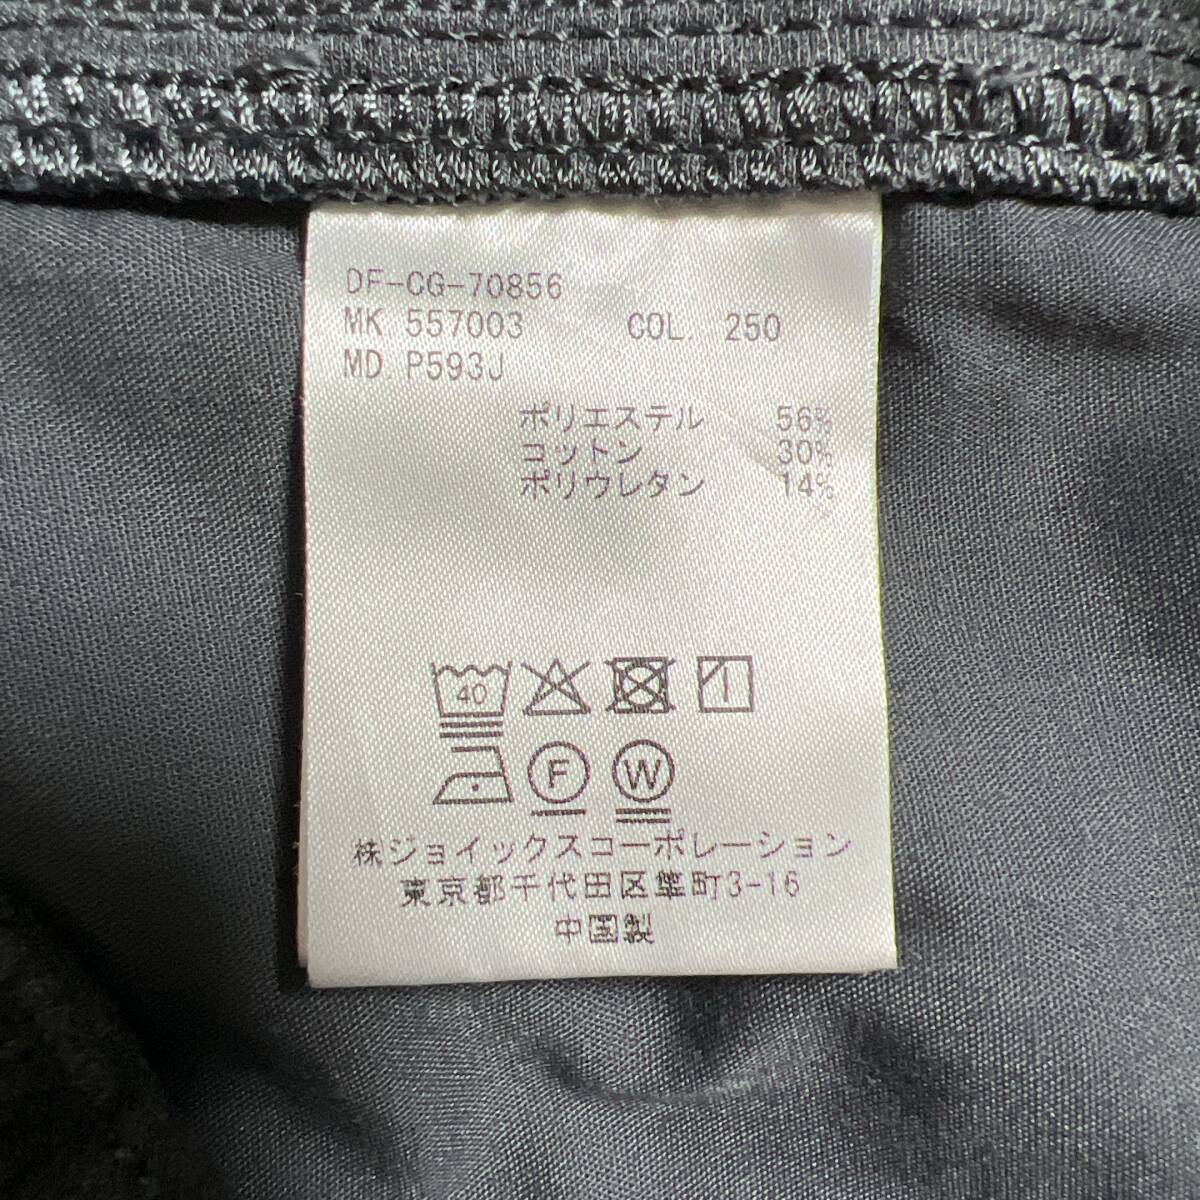 DF-CG-70856
MK 557003 COL. 250
MD P593J
ポリエステル 56%
コットン 30%
ポリウレタン 14%
40
F W
株ジョイックスコーポレーション
東京都千代田区隼町3-16
中国製